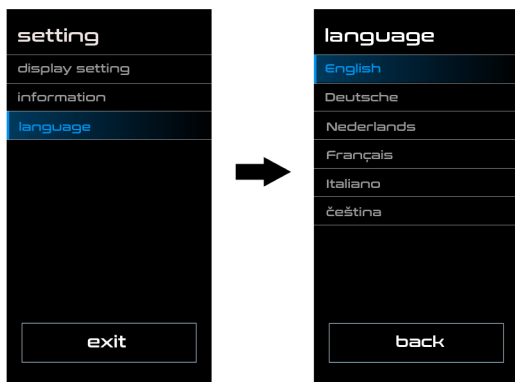 setting
display setting
information
language
exit
language
English
Deutsche
Nederlands
Français
Italiano
čeština
back